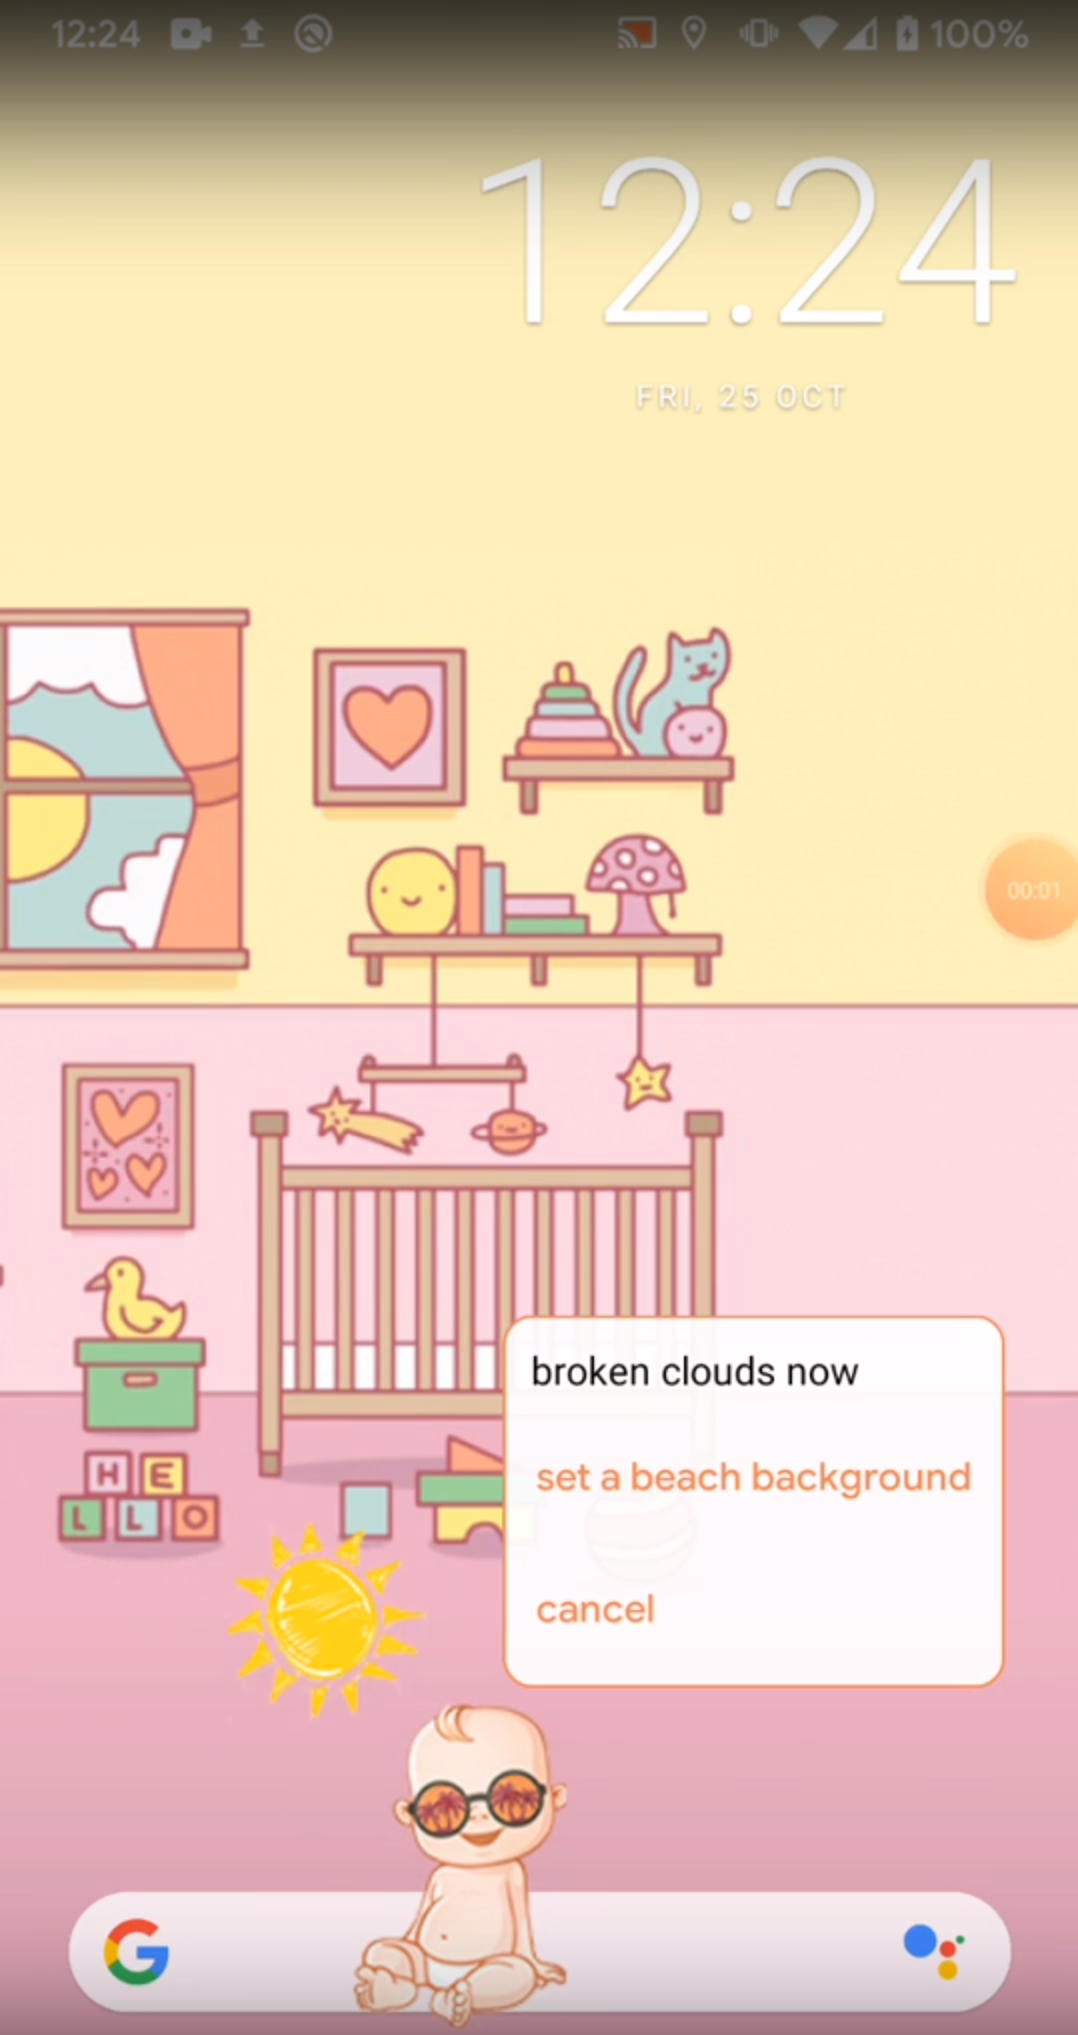 12:24
100%
12:24
FRI, 25 OCT
00:01
broken clouds now
set a beach background
cancel
H E
L L O
G